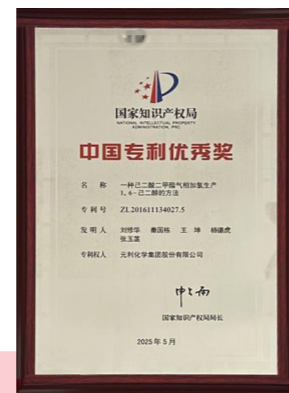 国家知识产权局
NATIONAL INTELLECTUAL PROPERTY
ADMINISTRATION, PRC
中国专利优秀奖
名 称 一种己二酸二甲酯气相加氢生产
1,6-己二醇的方法
专 利 号 ZL201611134027.5
发 明 人 刘修华 秦国栋 王 坤 杨德虎
张玉荃
专利权人 元利化学集团股份有限公司
国家知识产权局局长
2025年5月